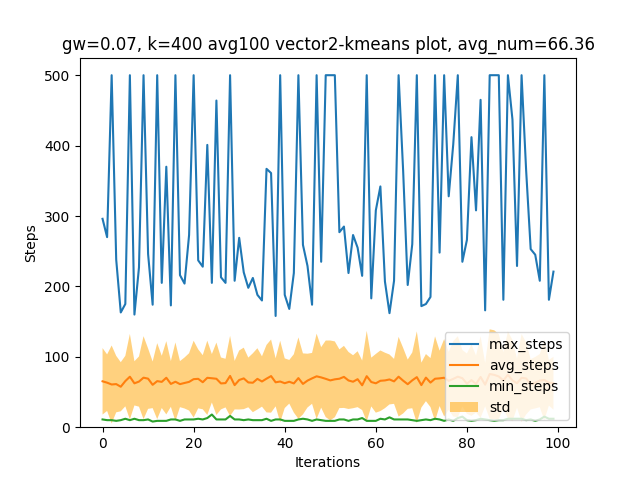 gw=0.07, k=400 avg100 vector2-kmeans plot, avg_num=66.36
500
400
300
200
100
0
Steps
max_steps
avg_steps
min_steps
std
0
20
40
60
80
100
Iterations